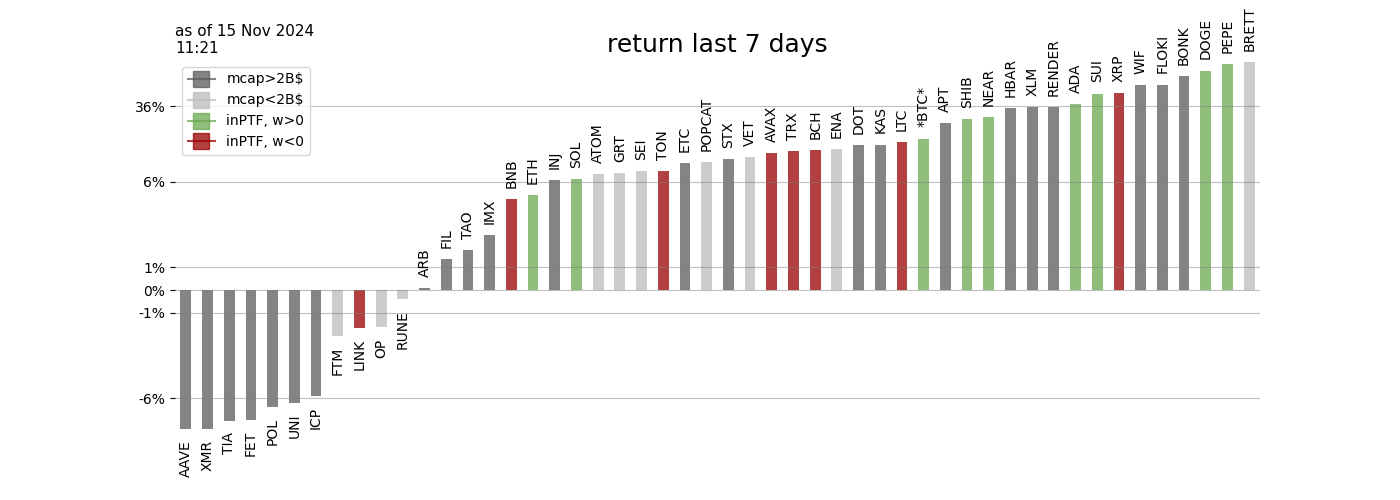 as of 15 Nov 2024
11:21
return last 7 days
mcap>2B$
mcap<2B$
inPTF, w>0
inPTF, w<0
36%
6%
1%
0%
-1%
-6%
AAVE
XMR
TIA
FET
POL
UNI
ICP
FTM
LINK
OP
RUNE
ARB
FIL
TAO
IMX
BNB
ETH
INJ
SOL
ATOM
GRT
SEI
TON
ETC
POPCAT
STX
VET
AVAX
TRX
BCH
ENA
DOT
KAS
LTC
*BTC*
APT
SHIB
NEAR
HBAR
XLM
RENDER
ADA
SUI
XRP
WIF
FLOKI
BONK
DOGE
PEPE
BRETT